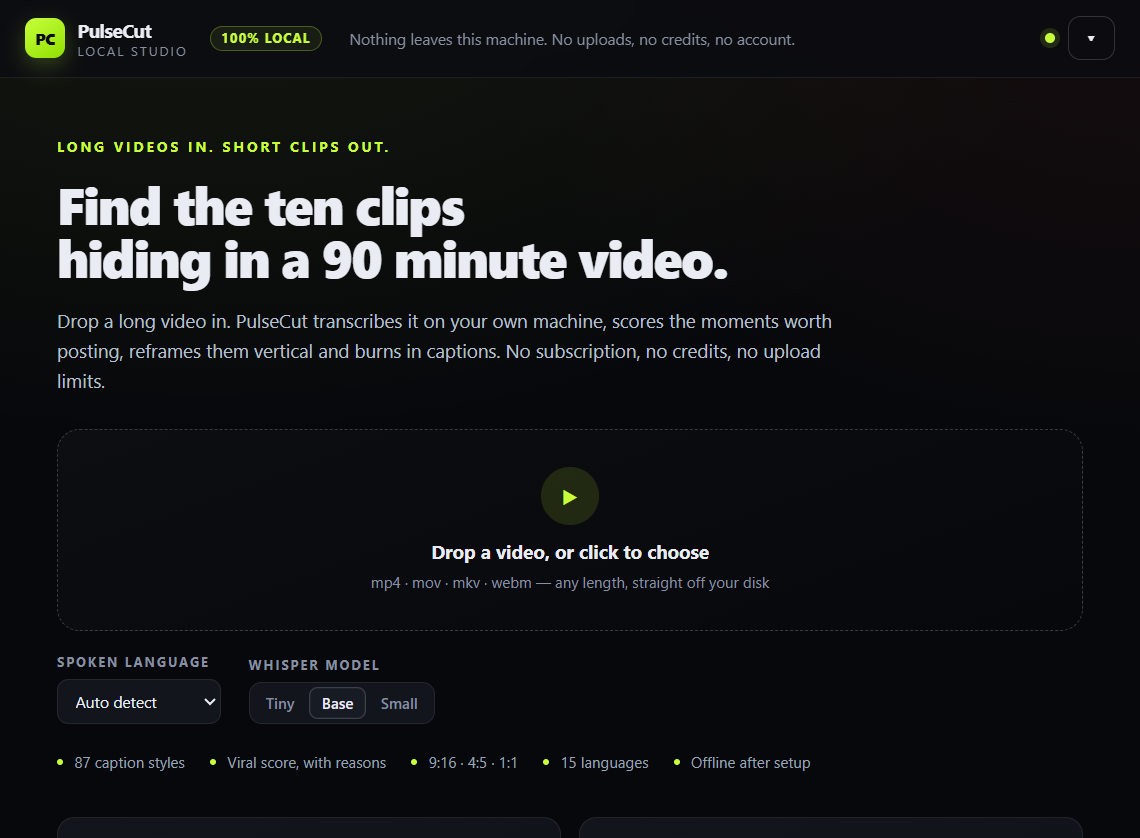 PC
PulseCut
LOCAL STUDIO
100% LOCAL
Nothing leaves this machine. No uploads, no credits, no account.
LONG VIDEOS IN. SHORT CLIPS OUT.
Find the ten clips
hiding in a 90 minute video.
Drop a long video in. PulseCut transcribes it on your own machine, scores the moments worth
posting, reframes them vertical and burns in captions. No subscription, no credits, no upload
limits.
Drop a video, or click to choose
mp4 · mov · mkv · webm — any length, straight off your disk
SPOKEN LANGUAGE
WHISPER MODEL
Auto detect
Tiny Base Small
87 caption styles
Viral score, with reasons
9:16 · 4:5 · 1:1
15 languages
Offline after setup